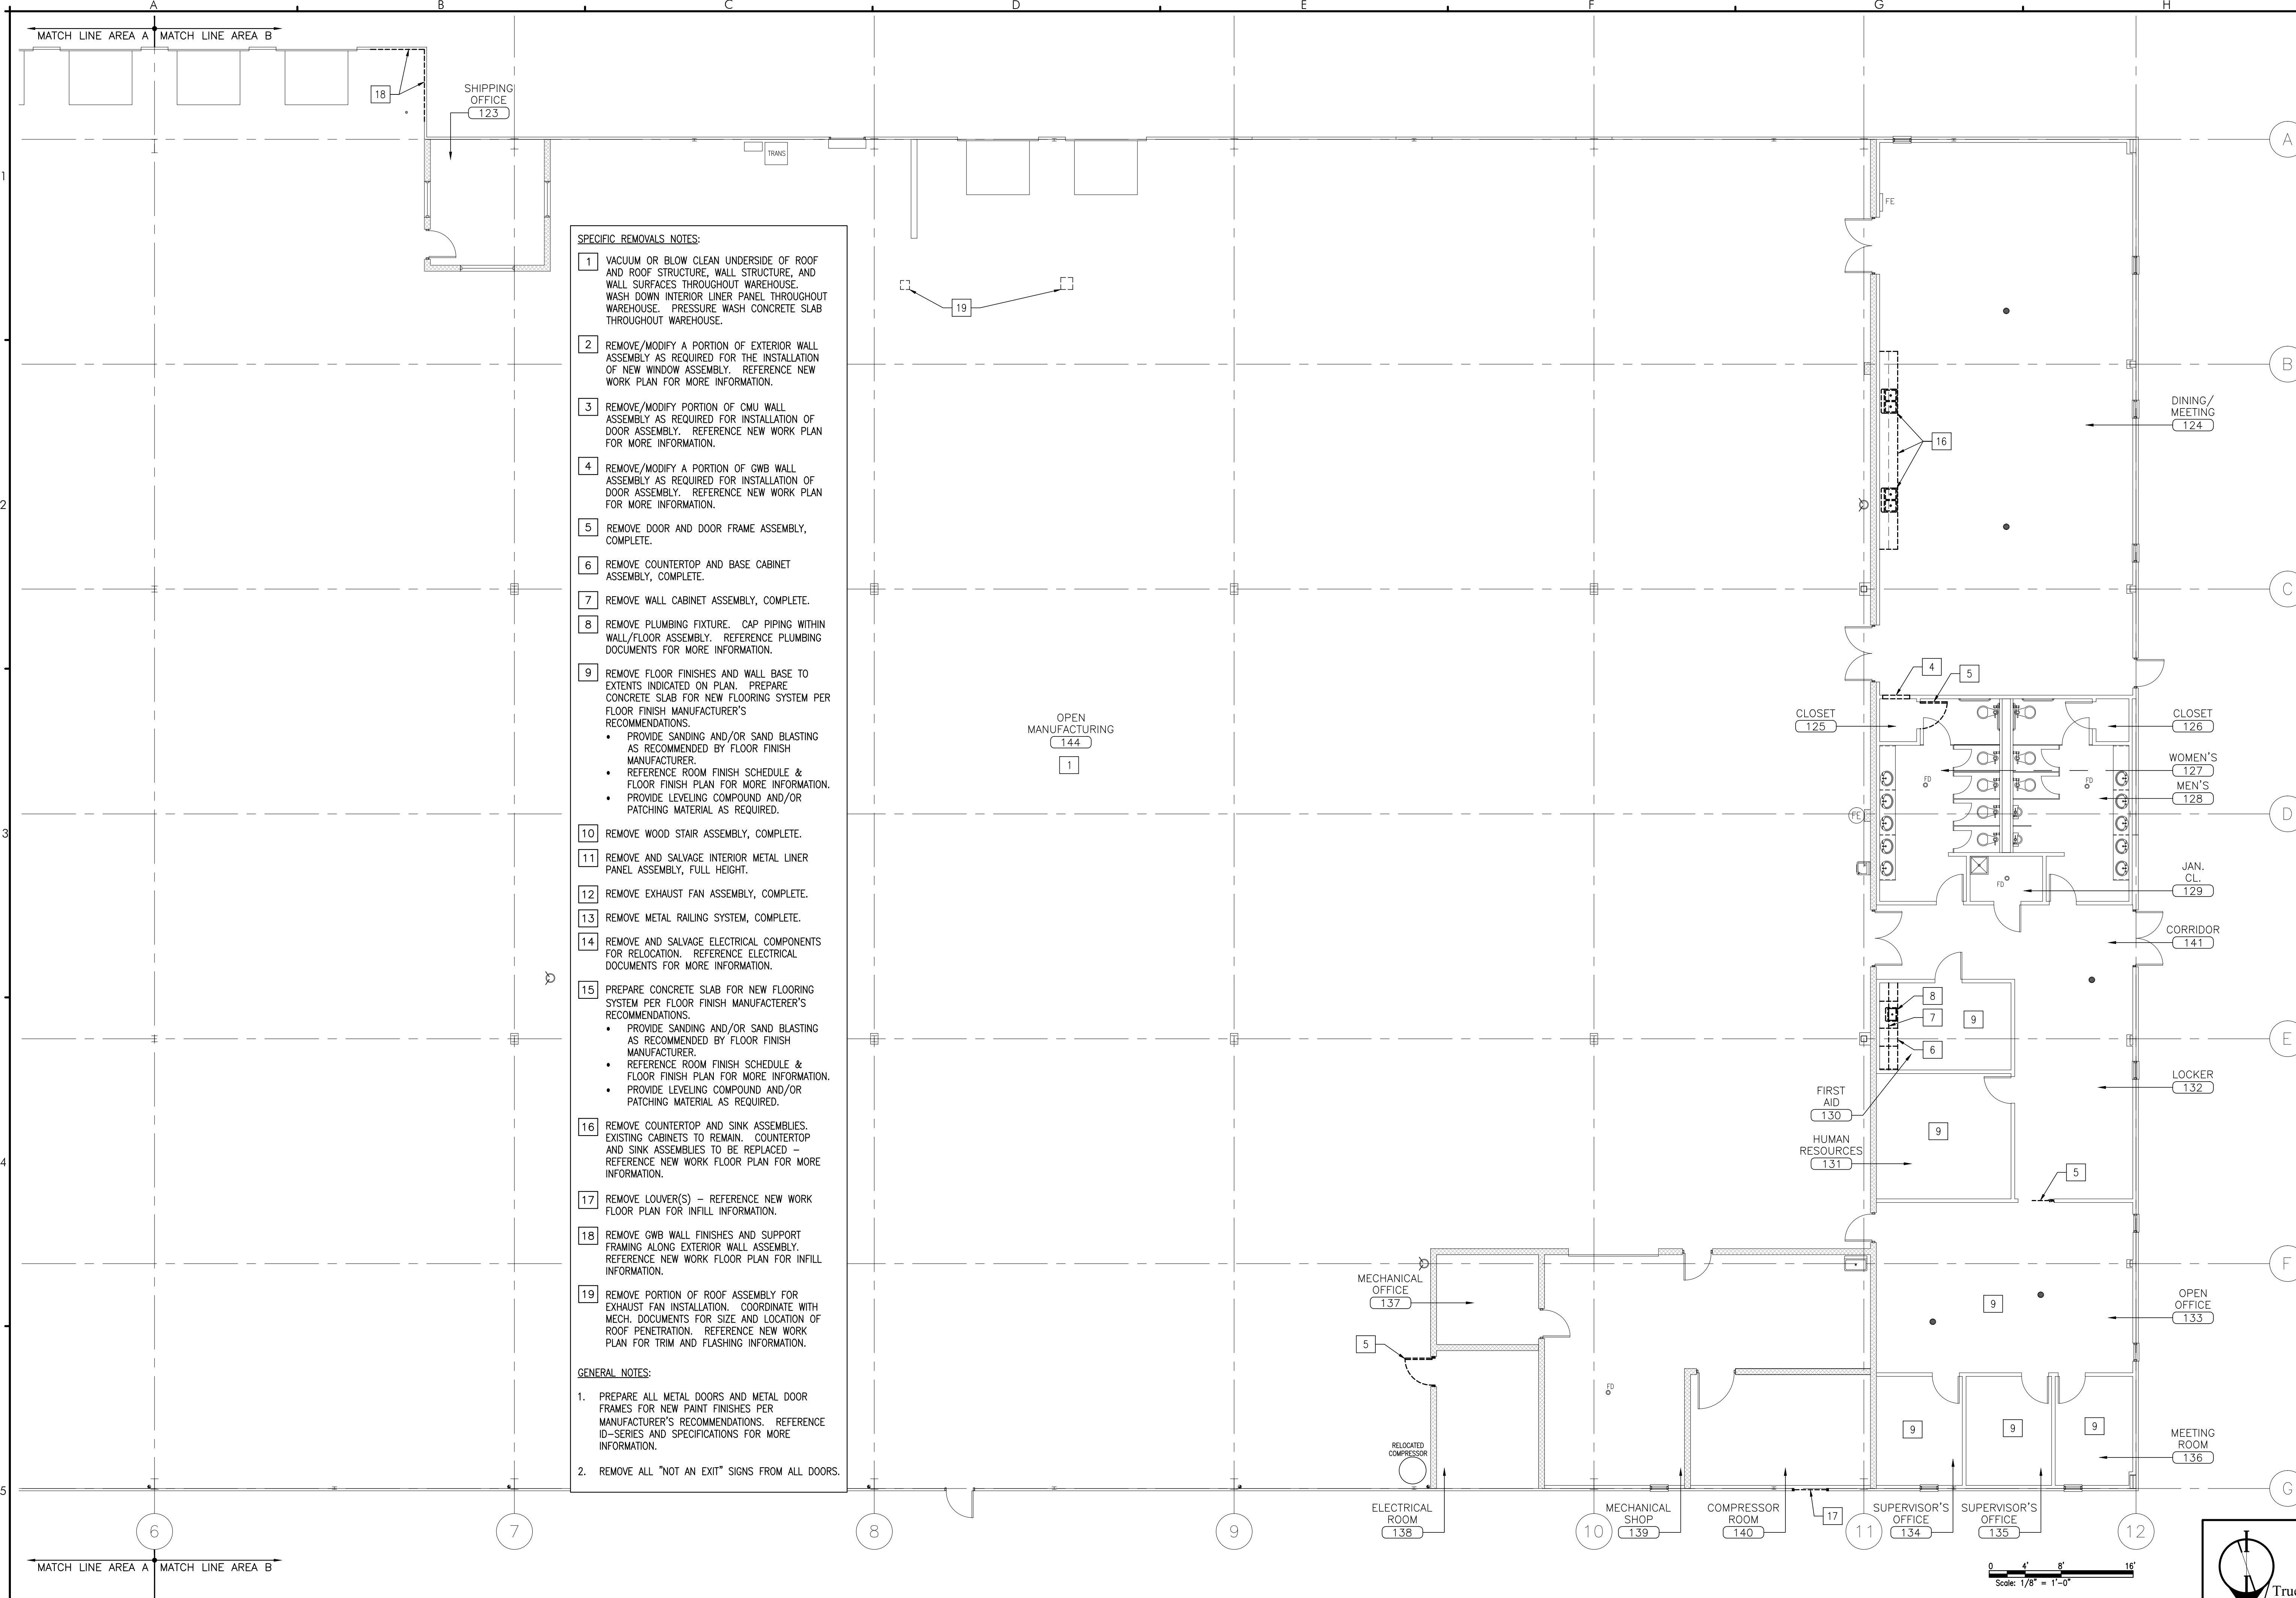 A B C D E F G H
MATCH LINE AREA A MATCH LINE AREA B
18
SHIPPING
OFFICE
123
TRANS
A
1
FE
SPECIFIC REMOVALS NOTES:
1 VACUUM OR BLOW CLEAN UNDERSIDE OF ROOF
AND ROOF STRUCTURE, WALL STRUCTURE, AND
WALL SURFACES THROUGHOUT WAREHOUSE.
WASH DOWN INTERIOR LINER PANEL THROUGHOUT
WAREHOUSE. PRESSURE WASH CONCRETE SLAB
THROUGHOUT WAREHOUSE.
2 REMOVE/MODIFY A PORTION OF EXTERIOR WALL
ASSEMBLY AS REQUIRED FOR THE INSTALLATION
OF NEW WINDOW ASSEMBLY. REFERENCE NEW
WORK PLAN FOR MORE INFORMATION.
3 REMOVE/MODIFY PORTION OF CMU WALL
ASSEMBLY AS REQUIRED FOR INSTALLATION OF
DOOR ASSEMBLY. REFERENCE NEW WORK PLAN
FOR MORE INFORMATION.
4 REMOVE/MODIFY A PORTION OF GWB WALL
ASSEMBLY AS REQUIRED FOR INSTALLATION OF
DOOR ASSEMBLY. REFERENCE NEW WORK PLAN
FOR MORE INFORMATION.
5 REMOVE DOOR AND DOOR FRAME ASSEMBLY,
COMPLETE.
6 REMOVE COUNTERTOP AND BASE CABINET
ASSEMBLY, COMPLETE.
7 REMOVE WALL CABINET ASSEMBLY, COMPLETE.
8 REMOVE PLUMBING FIXTURE. CAP PIPING WITHIN
WALL/FLOOR ASSEMBLY. REFERENCE PLUMBING
DOCUMENTS FOR MORE INFORMATION.
9 REMOVE FLOOR FINISHES AND WALL BASE TO
EXTENTS INDICATED ON PLAN. PREPARE
CONCRETE SLAB FOR NEW FLOORING SYSTEM PER
FLOOR FINISH MANUFACTURER'S
RECOMMENDATIONS.
• PROVIDE SANDING AND/OR SAND BLASTING
AS RECOMMENDED BY FLOOR FINISH
MANUFACTURER.
• REFERENCE ROOM FINISH SCHEDULE &
FLOOR FINISH PLAN FOR MORE INFORMATION.
• PROVIDE LEVELING COMPOUND AND/OR
PATCHING MATERIAL AS REQUIRED.
10 REMOVE WOOD STAIR ASSEMBLY, COMPLETE.
11 REMOVE AND SALVAGE INTERIOR METAL LINER
PANEL ASSEMBLY, FULL HEIGHT.
12 REMOVE EXHAUST FAN ASSEMBLY, COMPLETE.
13 REMOVE METAL RAILING SYSTEM, COMPLETE.
14 REMOVE AND SALVAGE ELECTRICAL COMPONENTS
FOR RELOCATION. REFERENCE ELECTRICAL
DOCUMENTS FOR MORE INFORMATION.
15 PREPARE CONCRETE SLAB FOR NEW FLOORING
SYSTEM PER FLOOR FINISH MANUFACTERER'S
RECOMMENDATIONS.
• PROVIDE SANDING AND/OR SAND BLASTING
AS RECOMMENDED BY FLOOR FINISH
MANUFACTURER.
• REFERENCE ROOM FINISH SCHEDULE &
FLOOR FINISH PLAN FOR MORE INFORMATION.
• PROVIDE LEVELING COMPOUND AND/OR
PATCHING MATERIAL AS REQUIRED.
16 REMOVE COUNTERTOP AND SINK ASSEMBLIES.
EXISTING CABINETS TO REMAIN. COUNTERTOP
AND SINK ASSEMBLIES TO BE REPLACED –
REFERENCE NEW WORK FLOOR PLAN FOR MORE
INFORMATION.
17 REMOVE LOUVER(S) – REFERENCE NEW WORK
FLOOR PLAN FOR INFILL INFORMATION.
18 REMOVE GWB WALL FINISHES AND SUPPORT
FRAMING ALONG EXTERIOR WALL ASSEMBLY.
REFERENCE NEW WORK FLOOR PLAN FOR INFILL
INFORMATION.
19 REMOVE PORTION OF ROOF ASSEMBLY FOR
EXHAUST FAN INSTALLATION. COORDINATE WITH
MECH. DOCUMENTS FOR SIZE AND LOCATION OF
ROOF PENETRATION. REFERENCE NEW WORK
PLAN FOR TRIM AND FLASHING INFORMATION.
GENERAL NOTES:
1. PREPARE ALL METAL DOORS AND METAL DOOR
FRAMES FOR NEW PAINT FINISHES PER
MANUFACTURER'S RECOMMENDATIONS. REFERENCE
ID–SERIES AND SPECIFICATIONS FOR MORE
INFORMATION.
2. REMOVE ALL "NOT AN EXIT" SIGNS FROM ALL DOORS.
19
B
DINING/
MEETING
124
16
2
C
4
5
OPEN
MANUFACTURING
144
1
CLOSET
125
CLOSET
126
WOMEN'S
127
MEN'S
128
FD
FD
FE
D
3
FD
JAN.
CL.
129
CORRIDOR
141
8
7
9
6
E
LOCKER
132
FIRST
AID
130
HUMAN
RESOURCES
131
9
5
4
F
MECHANICAL
OFFICE
137
9
OPEN
OFFICE
133
5
FD
9
9
9
MEETING
ROOM
136
RELOCATED
COMPRESSOR
5
G
ELECTRICAL
ROOM
138
MECHANICAL
SHOP
139
COMPRESSOR
ROOM
140
17
SUPERVISOR'S
OFFICE
134
SUPERVISOR'S
OFFICE
135
6 7 8 9 10 11 12
MATCH LINE AREA A MATCH LINE AREA B
0 4' 8' 16'
Scale: 1/8" = 1'-0"